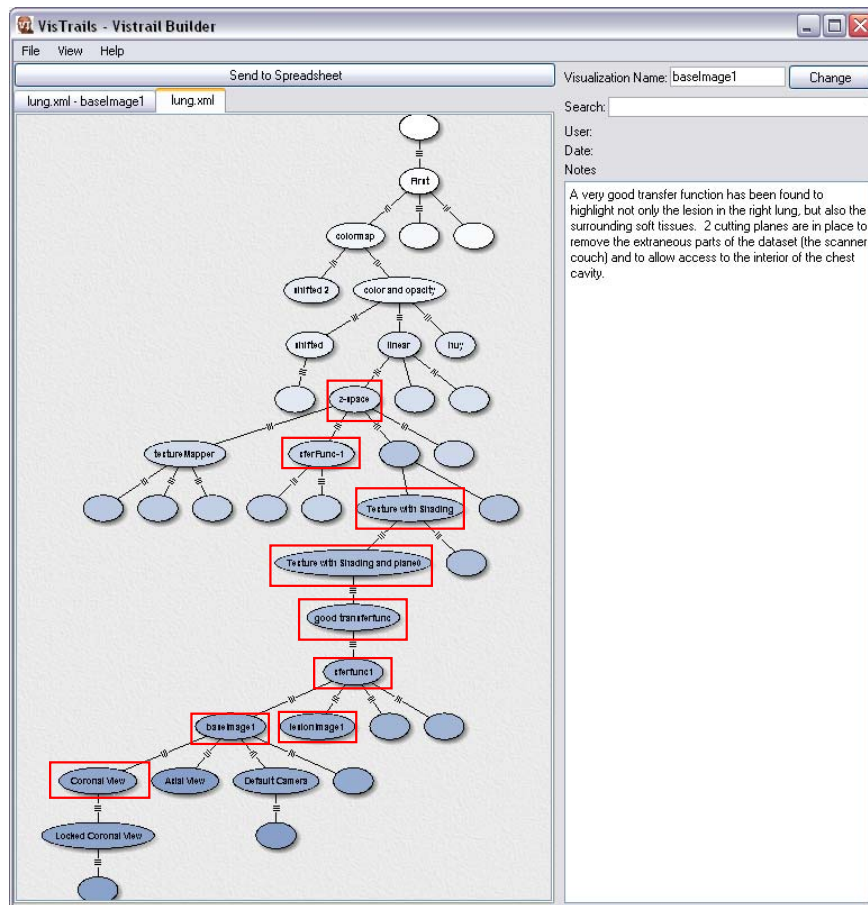 VisTrails - Vistrail Builder
File View Help
Send to Spreadsheet
Visualization Name: baseImage1 Change
lung.xml - baseImage1 lung.xml
Search:
User:
Date:
Notes
A very good transfer function has been found to
highlight not only the lesion in the right lung, but also the
surrounding soft tissues. 2 cutting planes are in place to
remove the extraneous parts of the dataset (the scanner
couch) and to allow access to the interior of the chest
cavity.
First
colormap
shifted 2 color and opacity
shifted linear huy
z-space
textureMapper xferFunc-1
Texture with Shading
Texture with Shading and plane0
good transferfunc
xferfunc1
baseImage1 lesionImage1
Coronal View Axial View Default Camera
Locked Coronal View